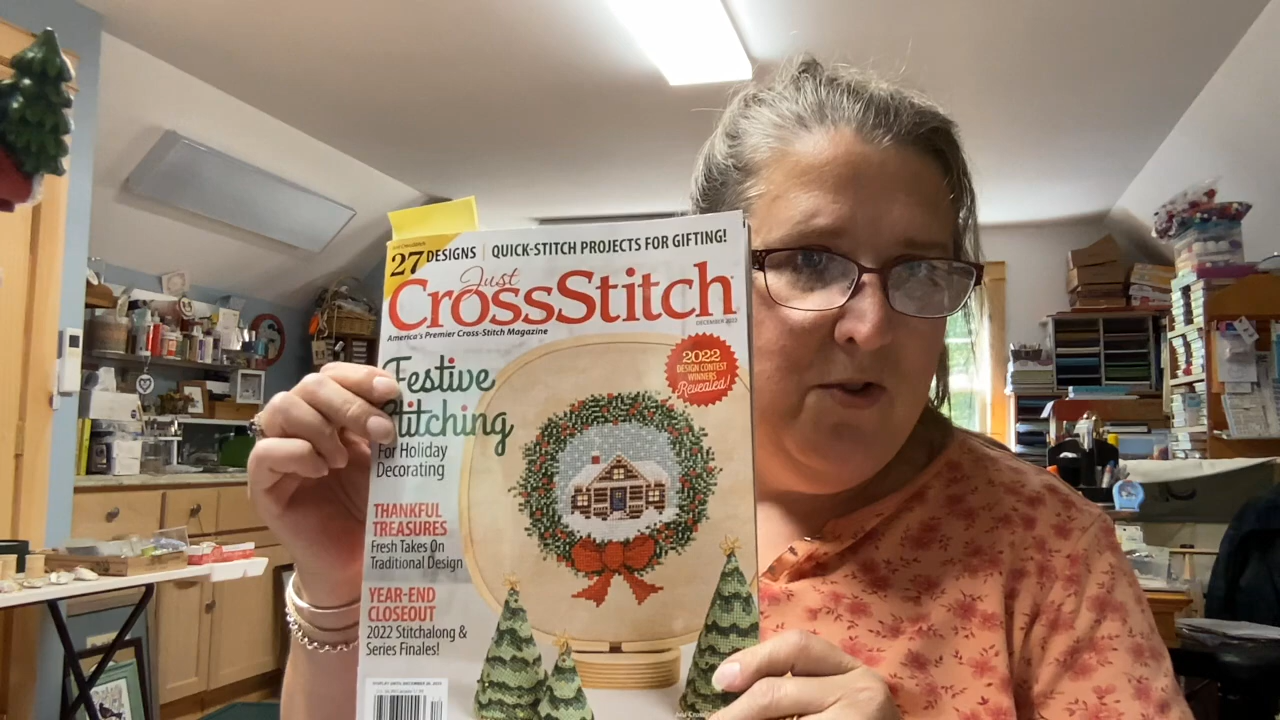 27 DESIGNS | QUICK-STITCH PROJECTS FOR GIFTING!
Just
CrossStitch
DECEMBER 2022
America's Premier Cross-Stitch Magazine
Festive
Stitching
For Holiday
Decorating
2022
DESIGN CONTEST
WINNERS
Revealed!
THANKFUL
TREASURES
Fresh Takes On
Traditional Design
YEAR-END
CLOSEOUT
2022 Stitchalong &
Series Finales!